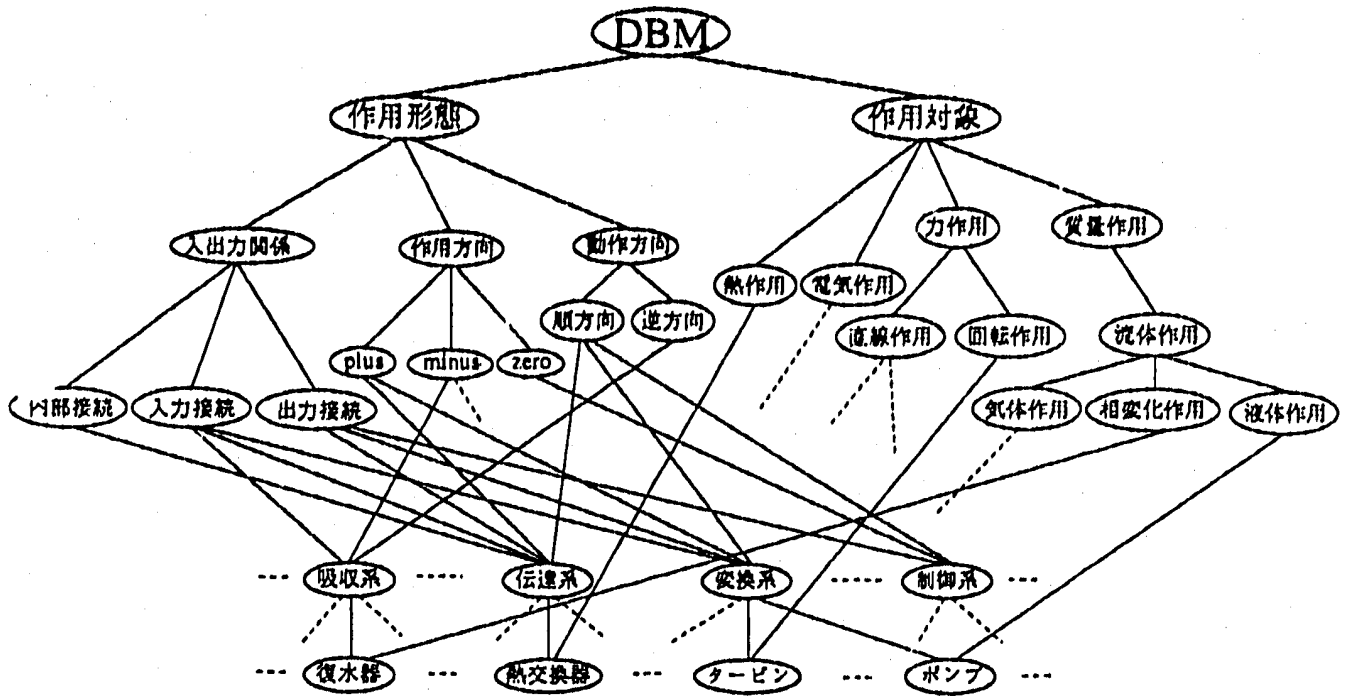 DBM
作用形態
作用対線
入出力関係
作用方向
動作方向
力作用
質量作用
熱作用
電気作用
順方向
逆方向
直線作用
回転作用
流体作用
plus
minus
zero
内部接続
入力接続
出力接続
気体作用
相変化作用
液体作用
吸収系
伝達系
変換系
制御系
復水器
熱交換器
タービン
ポンプ